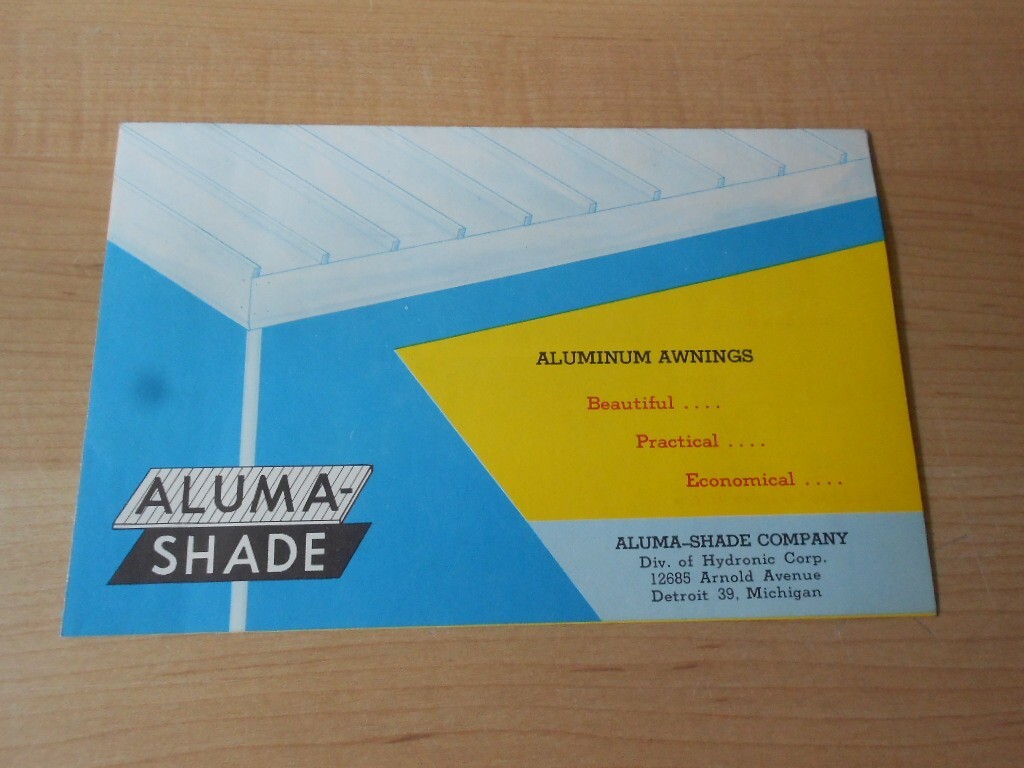 ALUMINUM AWNINGS
Beautiful ....
Practical ....
Economical ....
ALUMA-
SHADE
ALUMA-SHADE COMPANY
Div. of Hydronic Corp.
12685 Arnold Avenue
Detroit 39, Michigan